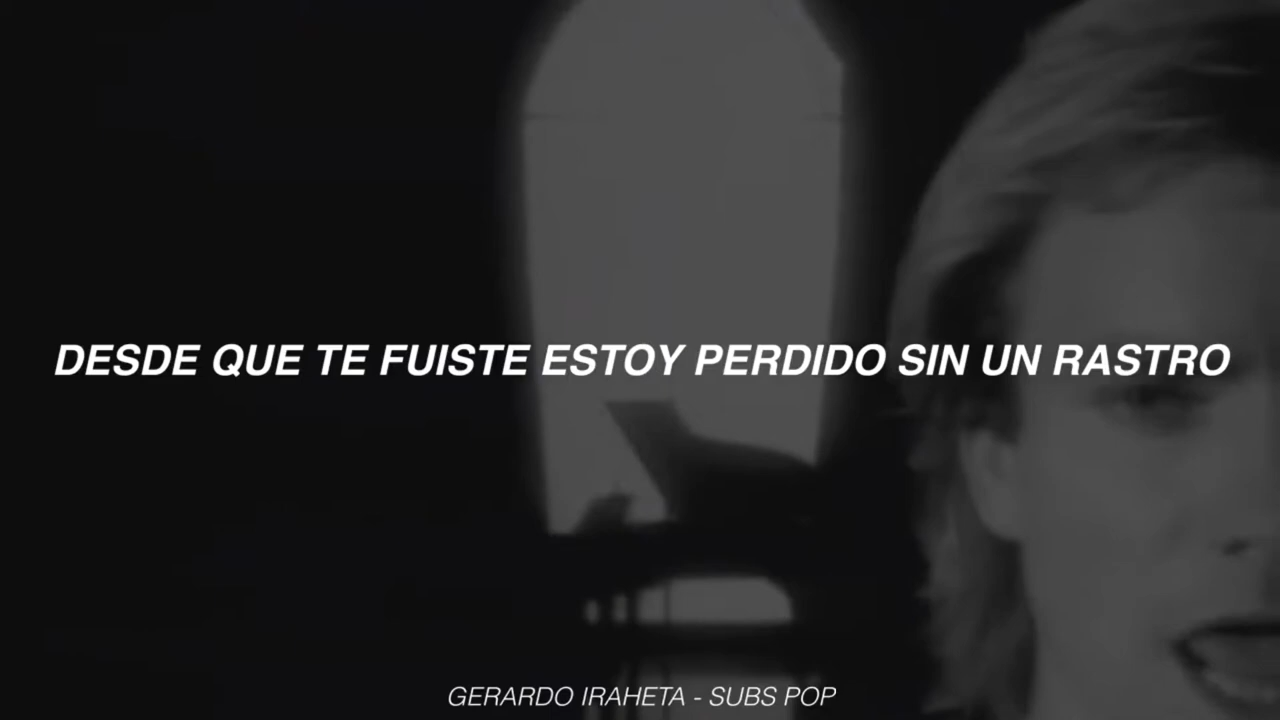 DESDE QUE TE FUISTE ESTOY PERDIDO SIN UN RASTRO
GERARDO IRAHETA - SUBS POP